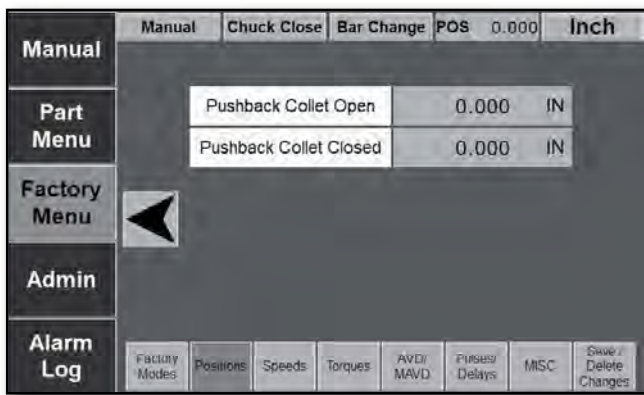 Manual
Chuck Close
Bar Change
POS 0.000
Inch
Manual
Part
Menu
Factory
Menu
Admin
Alarm
Log
Pushback Collet Open 0.000 IN
Pushback Collet Closed 0.000 IN
Factory
Modes
Positions
Speeds
Torques
AVD/
MAVD
Pulses/
Delays
MISC
Save /
Delete
Changes